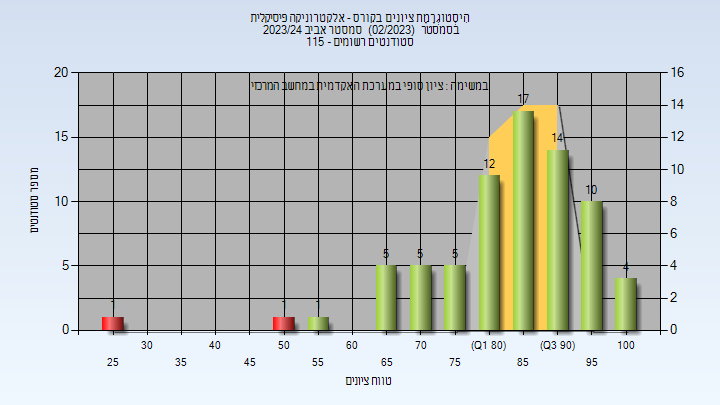 היסטוגרמת ציונים בקורס - אלקטרוניקה פיסיקלית
בסמסטר (02/2023) סמסטר אביב 2023/24
סטודנטים רשומים - 115
במשימת : ציון סופי במערכת האקדמית במחשב המרכזי
20 15 10 5 0
מספר סטודנטים
16 14 12 10 8 6 4 2 0
1 1 1 5 5 5 12 17 14 10 4
30 40 50 60 70 (Q1 80) (Q3 90) 100
25 35 45 55 65 75 85 95
טווח ציונים